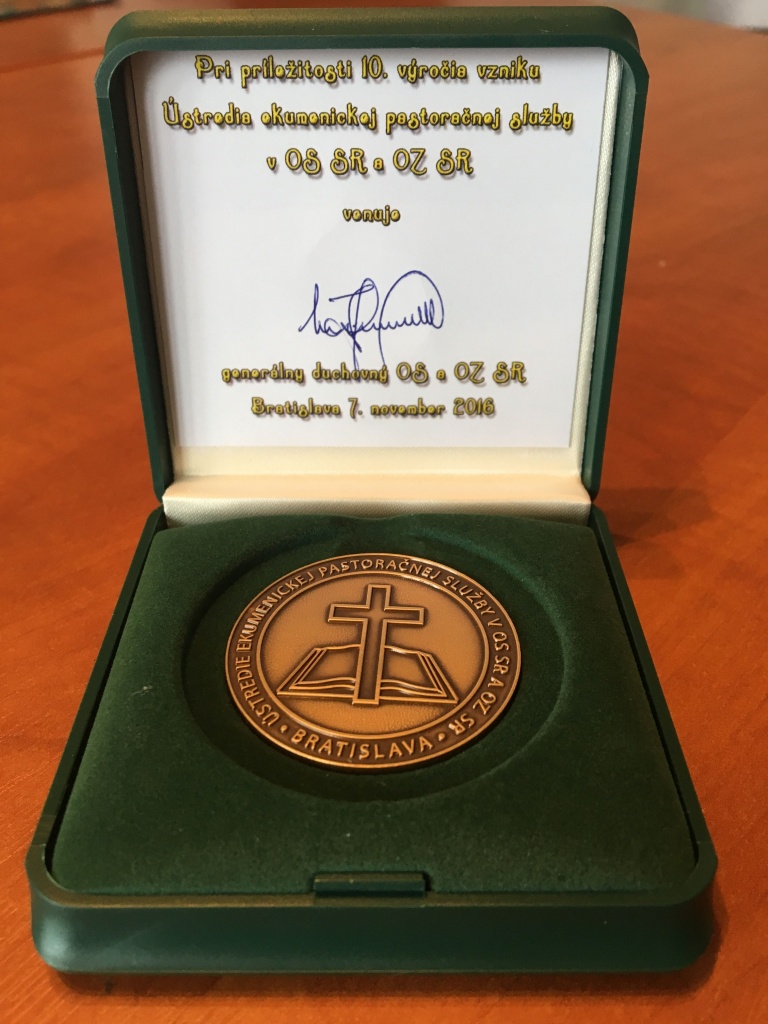 Pri príležitosti 10. výročia vzniku
Ústredia ekumenickej pastoračnej služby
v OS SR a OZ SR
venuje
generálny duchovný OS a OZ SR
Bratislava 7. november 2016
ÚSTREDIE EKUMENICKEJ PASTORAČNEJ SLUŽBY V OS SR A OZ SR
• BRATISLAVA •